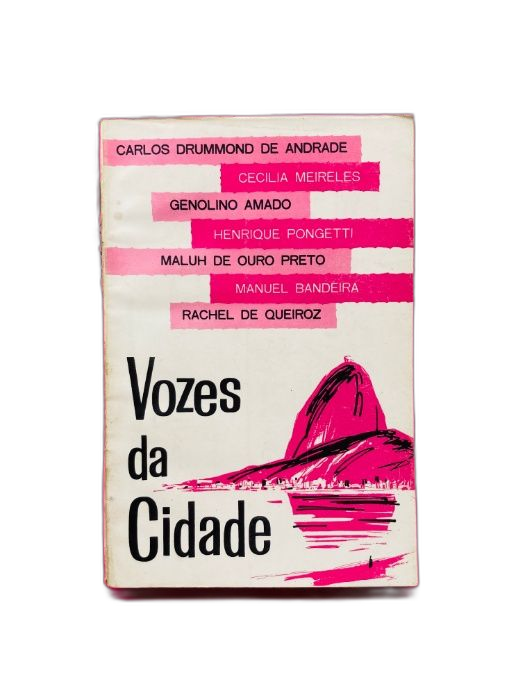 CARLOS DRUMMOND DE ANDRADE
CECILIA MEIRELES
GENOLINO AMADO
HENRIQUE PONGETTI
MALUH DE OURO PRETO
MANUEL BANDEIRA
RACHEL DE QUEIROZ
Vozes
da
Cidade